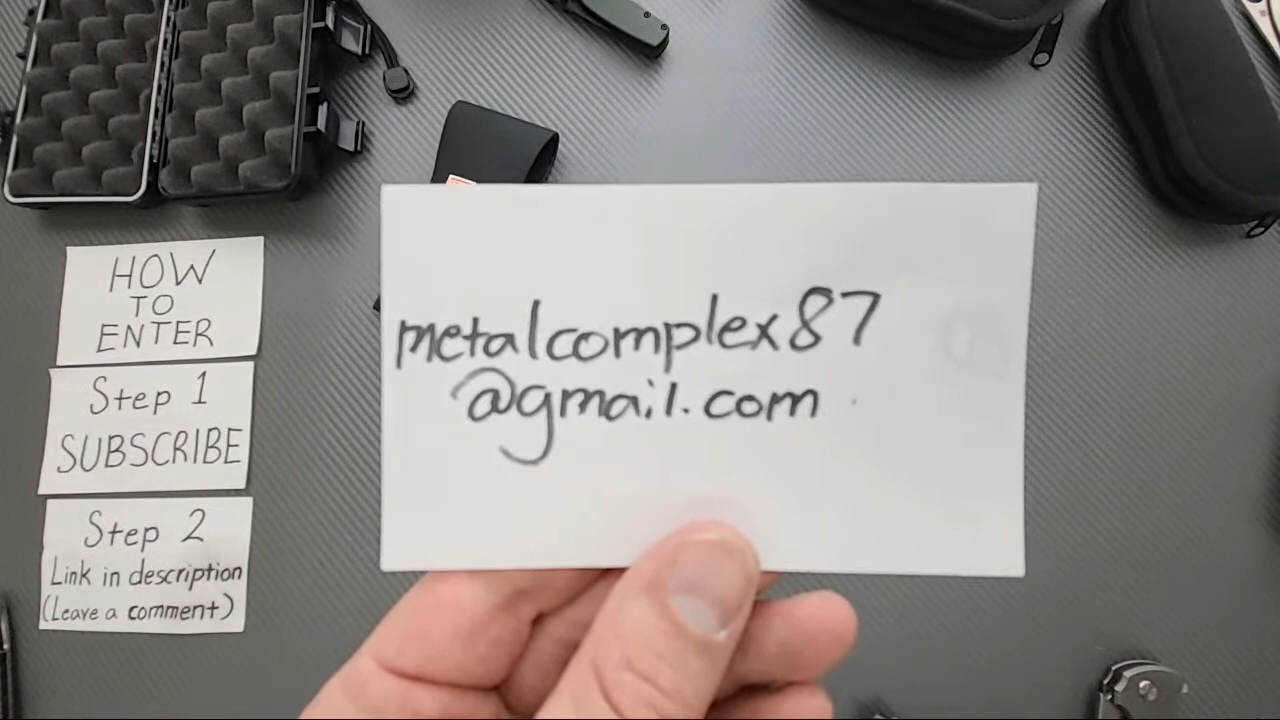 HOW
TO
ENTER
Step 1
SUBSCRIBE
Step 2
Link in description
(Leave a comment)
metalcomplex87
@gmail.com